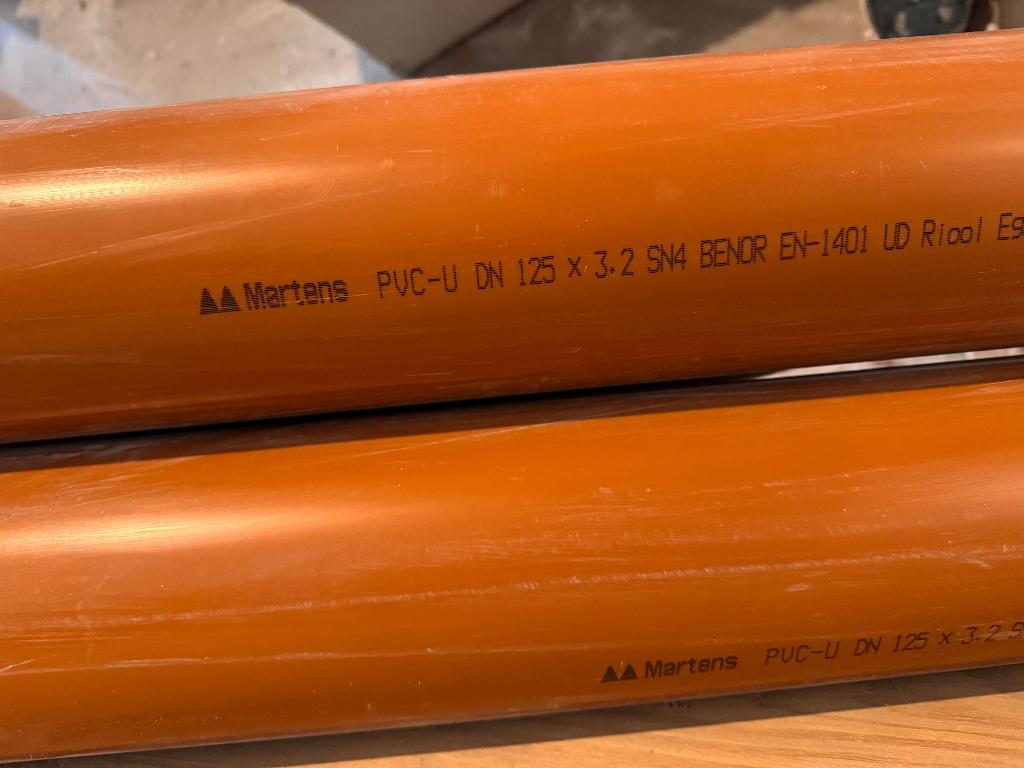 Martens PVC-U DN 125 x 3.2 SN4 BENOR EN-1401 UD Riool
Martens PVC-U DN 125 x 3.2